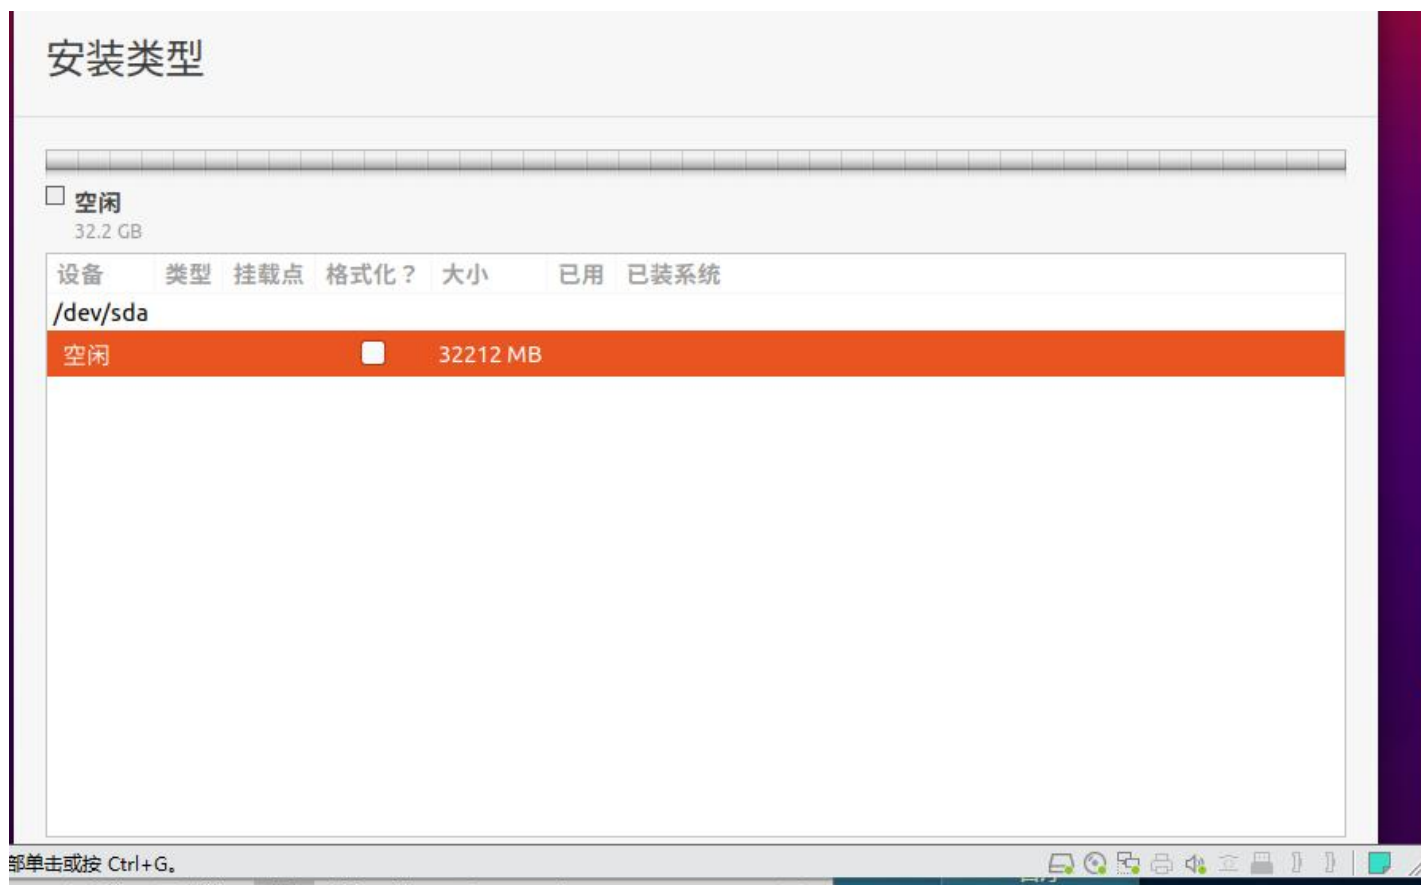 安装类型
空闲
32.2 GB
设备 类型 挂载点 格式化？ 大小 已用 已装系统
/dev/sda
空闲 32212 MB
部单击或按 Ctrl+G。